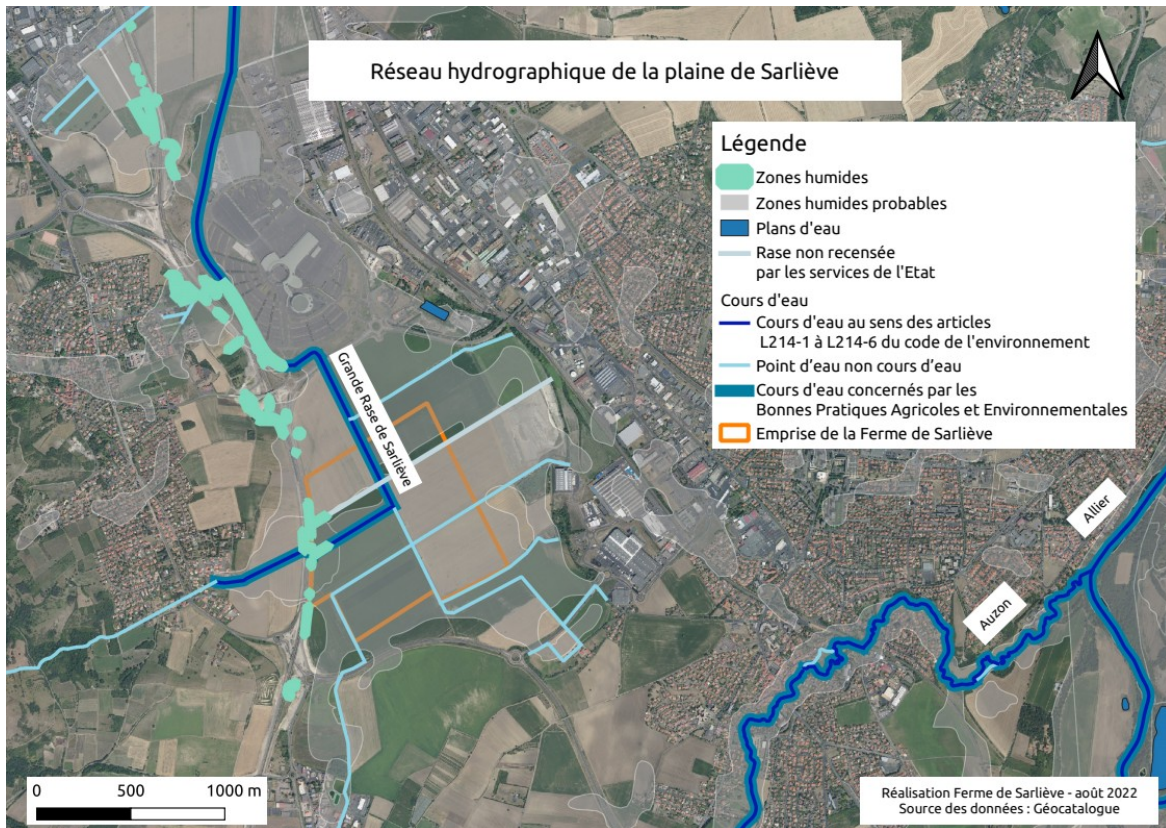 Réseau hydrographique de la plaine de Sarliève
Légende
Zones humides
Zones humides probables
Plans d'eau
Rase non recensée
par les services de l'Etat
Cours d'eau
Cours d'eau au sens des articles
L214-1 à L214-6 du code de l'environnement
Point d'eau non cours d'eau
Cours d'eau concernés par les
Bonnes Pratiques Agricoles et Environnementales
Emprise de la Ferme de Sarliève
Grande Rase de Sarliève
Allier
Auzon
0 500 1000 m
Réalisation Ferme de Sarliève - août 2022
Source des données : Géocatalogue